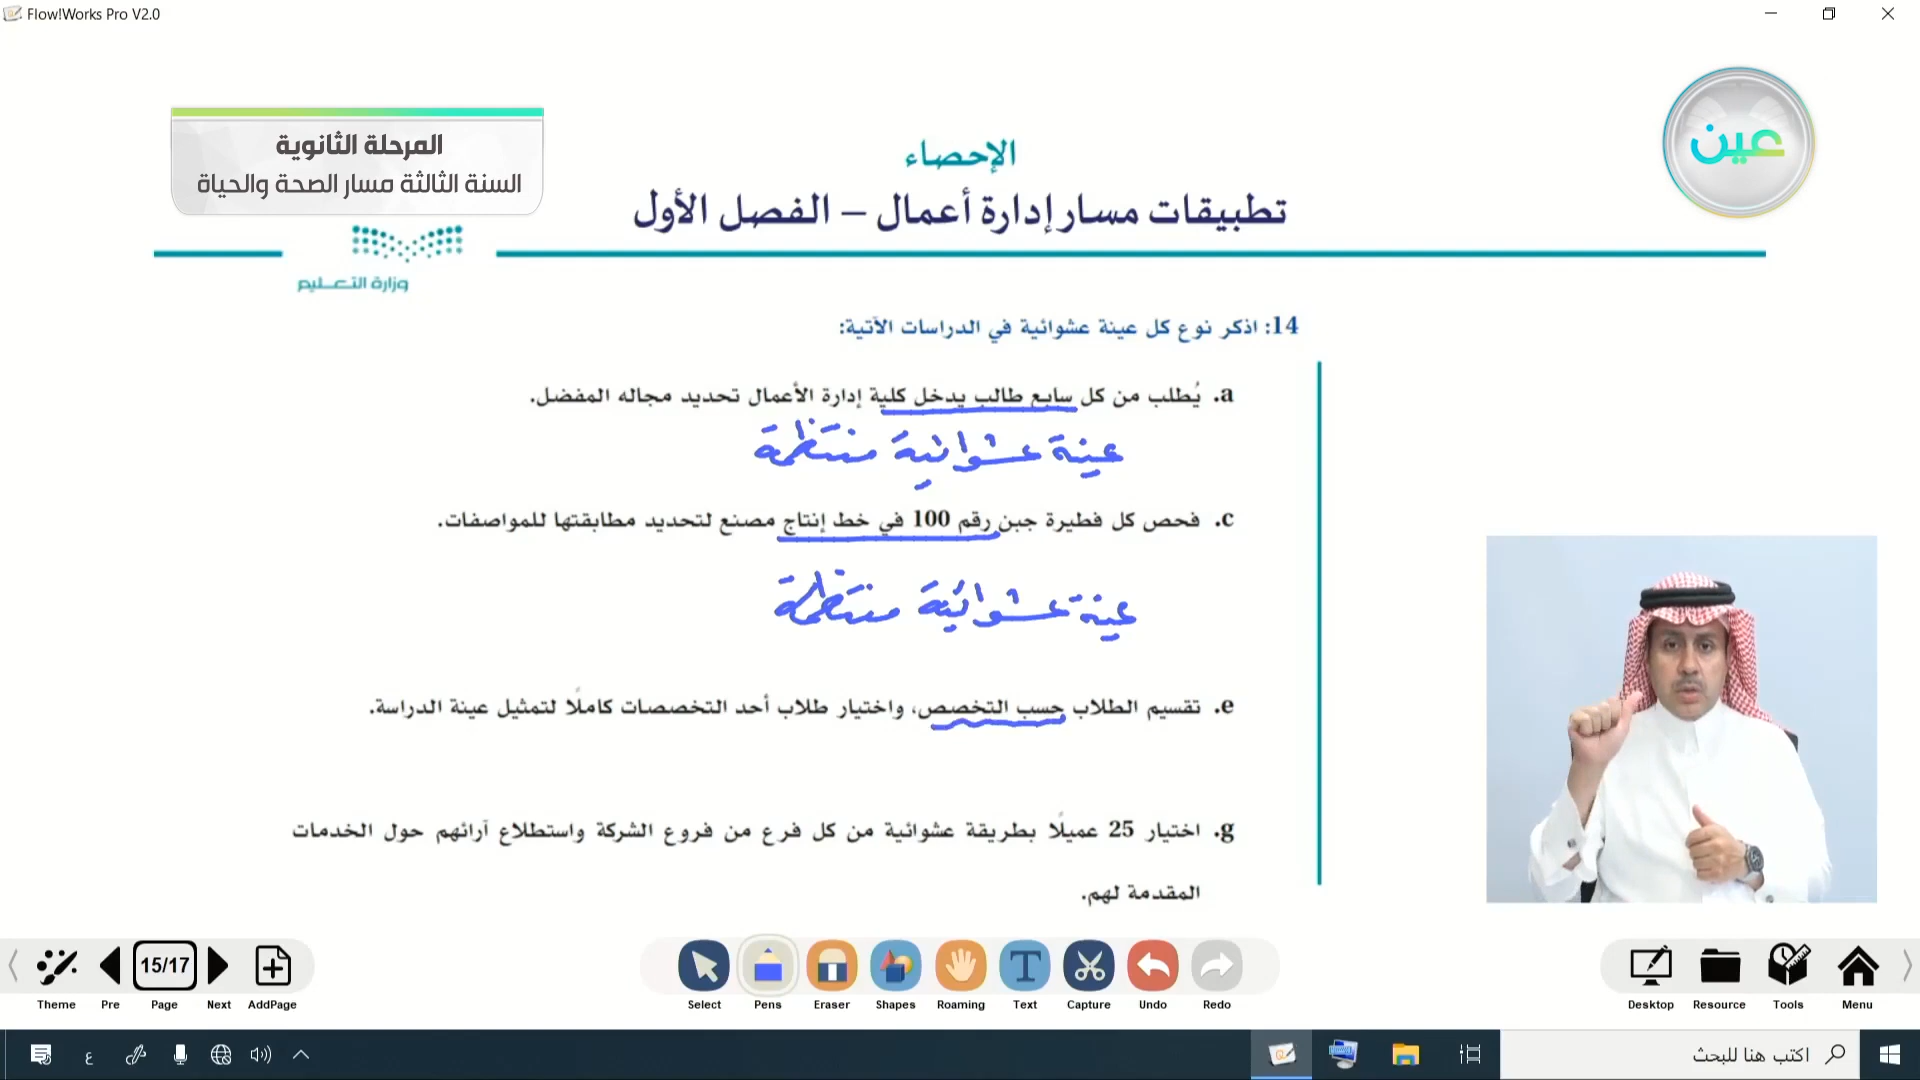 Flow!Works Pro V2.0
عين
المرحلة الثانوية
السنة الثالثة مسار الصحة والحياة
الإحصاء
تطبيقات مسار إدارة أعمال – الفصل الأول
وزارة التعليم
14: اذكر نوع كل عينة عشوائية في الدراسات الآتية:
a. يُطلب من كل سابع طالب يدخل كلية إدارة الأعمال تحديد مجاله المفضل.
عينة عشوائية منتظمة
c. فحص كل فطيرة جبن رقم 100 في خط إنتاج مصنع لتحديد مطابقتها للمواصفات.
عينة عشوائية منتظمة
e. تقسيم الطلاب حسب التخصص، واختيار طلاب أحد التخصصات كاملًا لتمثيل عينة الدراسة.
g. اختيار 25 عميلًا بطريقة عشوائية من كل فرع من فروع الشركة واستطلاع آرائهم حول الخدمات
المقدمة لهم.
15/17
Theme Pre Page Next AddPage Select Pens Eraser Shapes Roaming Text Capture Undo Redo Desktop Resource Tools Menu
ع
اكتب هنا للبحث